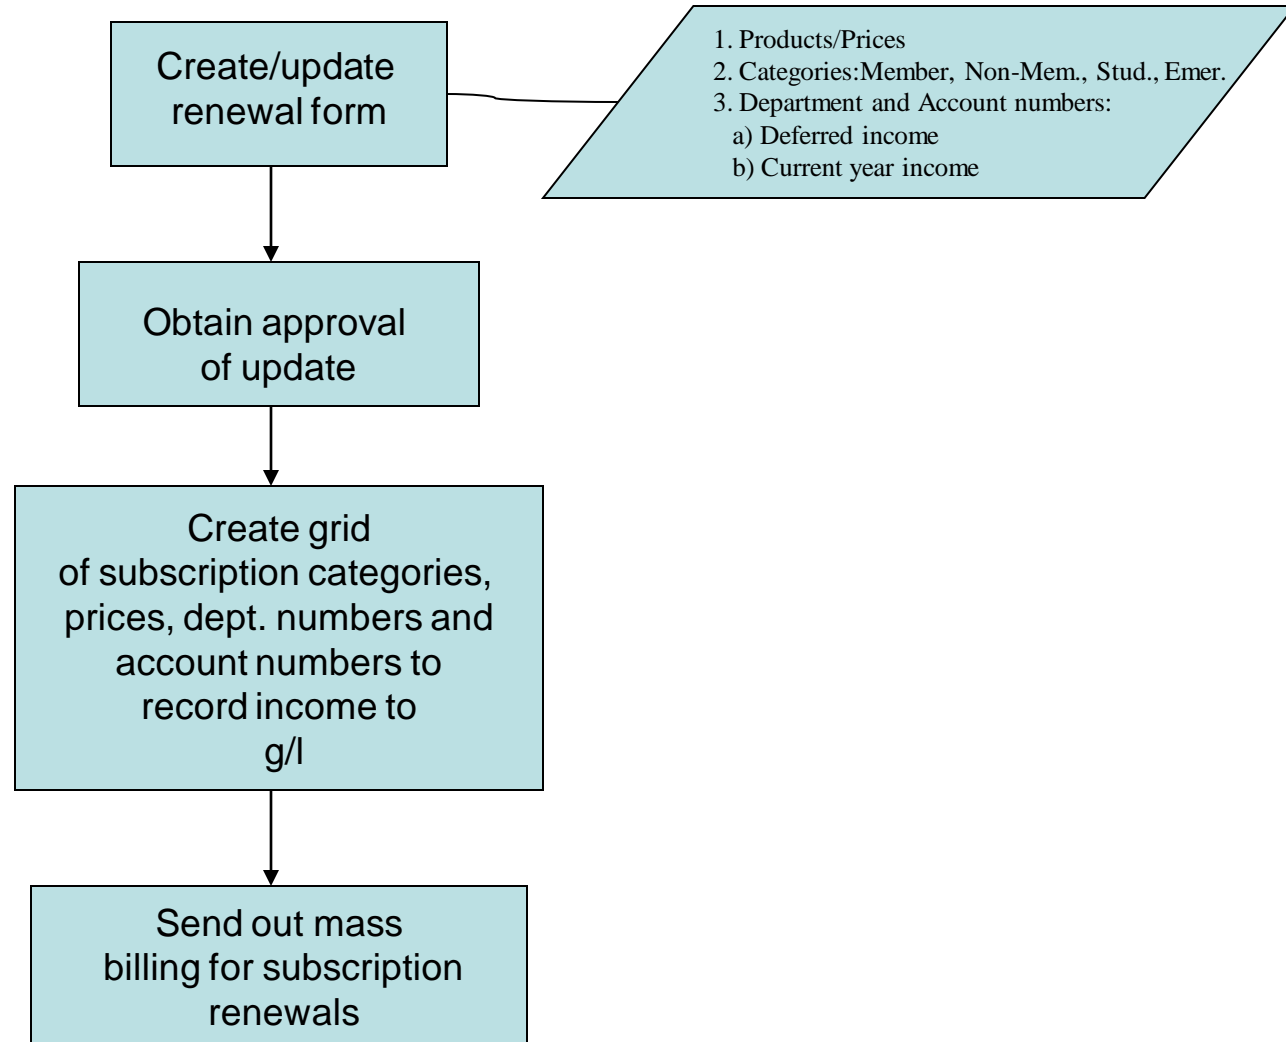 Create/update
renewal form
1. Products/Prices
2. Categories:Member, Non-Mem., Stud., Emer.
3. Department and Account numbers:
a) Deferred income
b) Current year income
Obtain approval
of update
Create grid
of subscription categories,
prices, dept. numbers and
account numbers to
record income to
g/l
Send out mass
billing for subscription
renewals